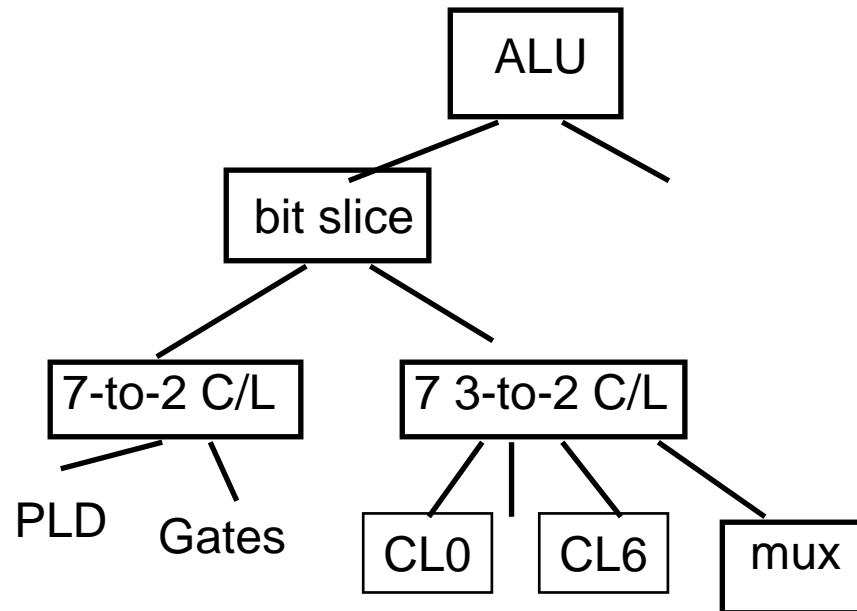 ALU
bit slice
7-to-2 C/L
7 3-to-2 C/L
PLD
Gates
CL0
CL6
mux